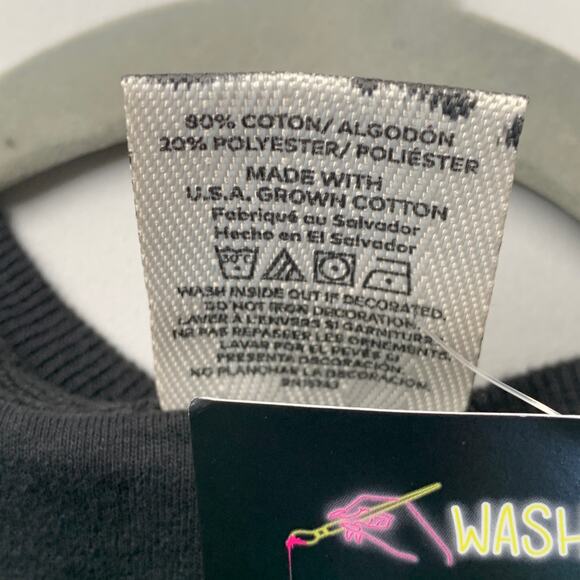 80% COTON/ ALGODÓN
20% POLYESTER/ POLIÉSTER
MADE WITH
U.S.A. GROWN COTTON
Fabriqué au Salvador
Hecho en El Salvador
30°C
WASH INSIDE OUT IF DECORATED.
DO NOT IRON DECORATION.
LAVER À L'ENVERS SI GARNITURE.
NE PAS REPASSER LES ORNEMENTS.
LAVAR POR EL REVÉS SI
PRESENTA DECORACIÓN.
NO PLANCHAR LA DECORACIÓN.
WASH